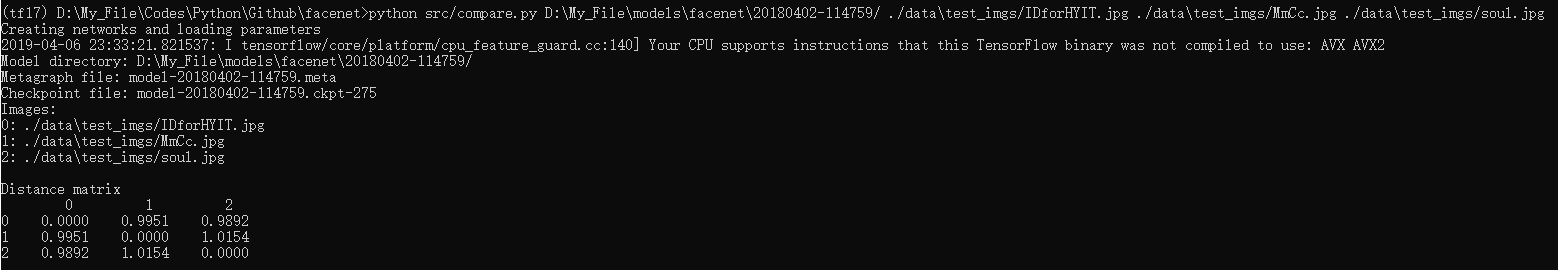 (tf17) D:\My_File\Codes\Python\Github\facenet>python src/compare.py D:\My_File\models\facenet\20180402-114759/ ./data\test_imgs/IDforHYIT.jpg ./data\test_imgs/MmCc.jpg ./data\test_imgs/soul.jpg
Creating networks and loading parameters
2019-04-06 23:33:21.821537: I tensorflow/core/platform/cpu_feature_guard.cc:140] Your CPU supports instructions that this TensorFlow binary was not compiled to use: AVX AVX2
Model directory: D:\My_File\models\facenet\20180402-114759/
Metagraph file: model-20180402-114759.meta
Checkpoint file: model-20180402-114759.ckpt-275
Images:
0: ./data\test_imgs/IDforHYIT.jpg
1: ./data\test_imgs/MmCc.jpg
2: ./data\test_imgs/soul.jpg
Distance matrix
0 1 2
0 0.0000 0.9951 0.9892
1 0.9951 0.0000 1.0154
2 0.9892 1.0154 0.0000